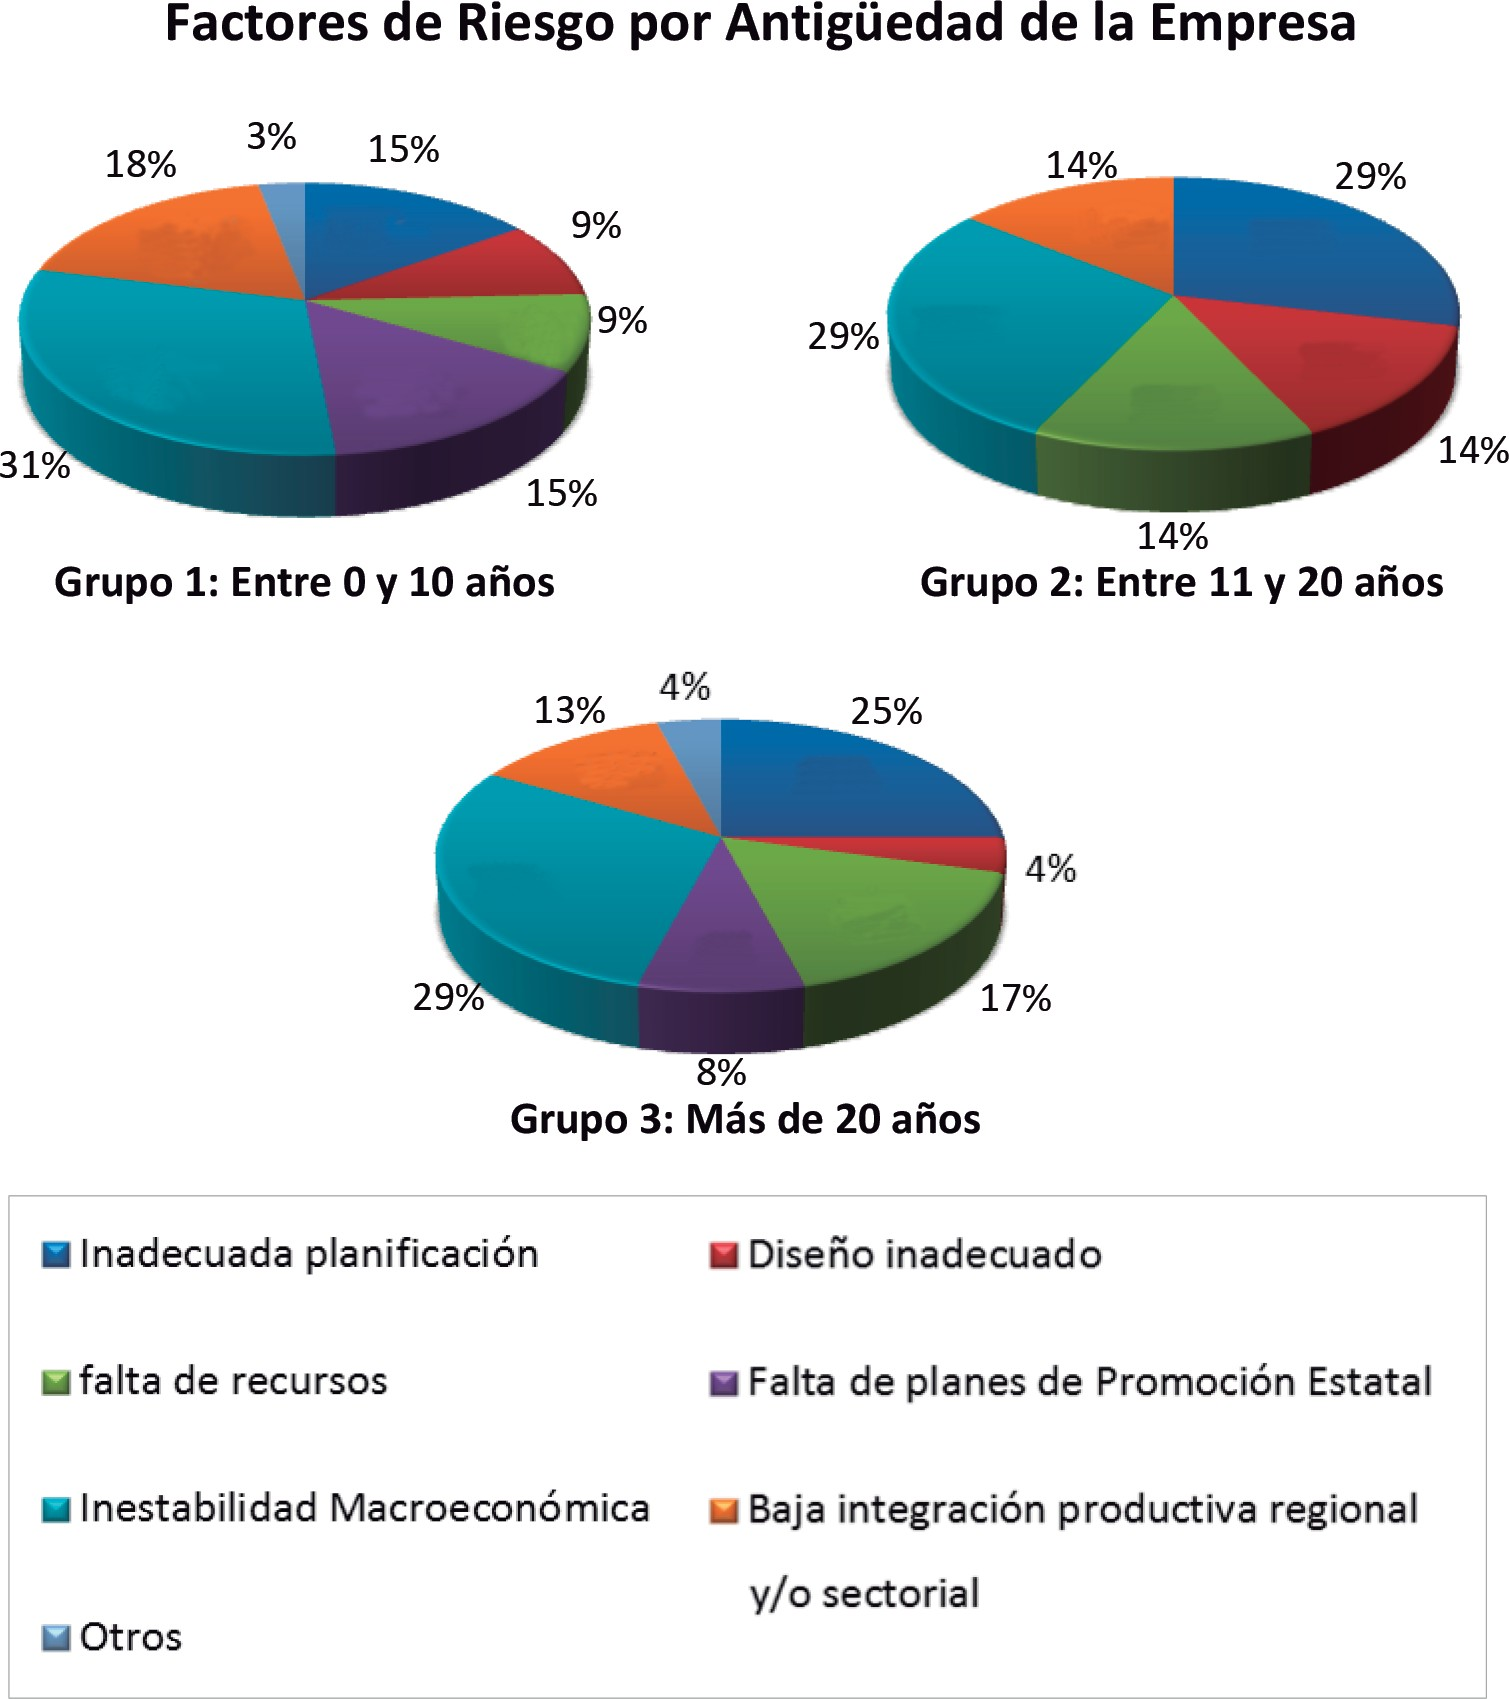 Factores de Riesgo por Antigüedad de la Empresa
3%
15%
18%
9%
9%
31%
15%
Grupo 1: Entre 0 y 10 años
14%
29%
29%
14%
14%
Grupo 2: Entre 11 y 20 años
4%
25%
13%
4%
29%
17%
8%
Grupo 3: Más de 20 años
Inadecuada planificación
Diseño inadecuado
falta de recursos
Falta de planes de Promoción Estatal
Inestabilidad Macroeconómica
Baja integración productiva regional
y/o sectorial
Otros